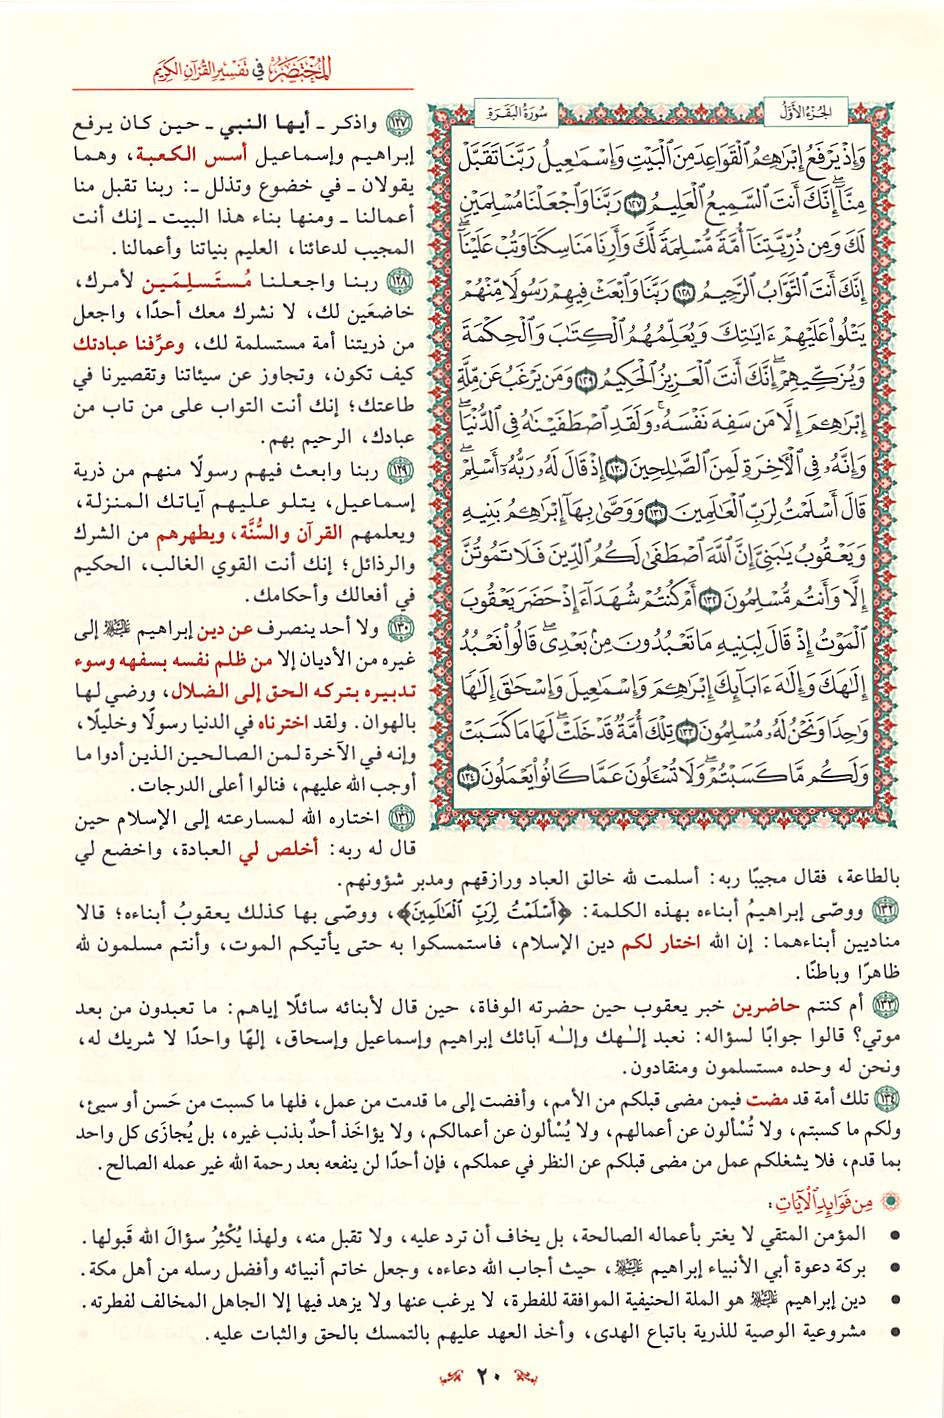 المختصر في تفسير القرآن الكريم
الجزء الأول
سورة البقرة
وَإِذْ يَرْفَعُ إِبْرَٰهِـۧمُ ٱلْقَوَاعِدَ مِنَ ٱلْبَيْتِ وَإِسْمَٰعِيلُ رَبَّنَا تَقَبَّلْ
مِنَّآ إِنَّكَ أَنتَ ٱلسَّمِيعُ ٱلْعَلِيمُ ١٢٧ رَبَّنَا وَٱجْعَلْنَا مُسْلِمَيْنِ
لَكَ وَمِن ذُرِّيَّتِنَآ أُمَّةً مُّسْلِمَةً لَّكَ وَأَرِنَا مَنَاسِكَنَا وَتُبْ عَلَيْنَآ
إِنَّكَ أَنتَ ٱلتَّوَّابُ ٱلرَّحِيمُ ١٢٨ رَبَّنَا وَٱبْعَثْ فِيهِمْ رَسُولًا مِّنْهُمْ
يَتْلُوا۟ عَلَيْهِمْ ءَايَٰتِكَ وَيُعَلِّمُهُمُ ٱلْكِتَٰبَ وَٱلْحِكْمَةَ
وَيُزَكِّيهِمْ إِنَّكَ أَنتَ ٱلْعَزِيزُ ٱلْحَكِيمُ ١٢٩ وَمَن يَرْغَبُ عَن مِّلَّةِ
إِبْرَٰهِـۧمَ إِلَّا مَن سَفِهَ نَفْسَهُۥ وَلَقَدِ ٱصْطَفَيْنَٰهُ فِى ٱلدُّنْيَا
وَإِنَّهُۥ فِى ٱلْءَاخِرَةِ لَمِنَ ٱلصَّٰلِحِينَ ١٣٠ إِذْ قَالَ لَهُۥ رَبُّهُۥٓ أَسْلِمْ
قَالَ أَسْلَمْتُ لِرَبِّ ٱلْعَٰلَمِينَ ١٣١ وَوَصَّىٰ بِهَآ إِبْرَٰهِـۧمُ بَنِيهِ
وَيَعْقُوبُ يَٰبَنِىَّ إِنَّ ٱللَّهَ ٱصْطَفَىٰ لَكُمُ ٱلدِّينَ فَلَا تَمُوتُنَّ
إِلَّا وَأَنتُم مُّسْلِمُونَ ١٣٢ أَمْ كُنتُمْ شُهَدَآءَ إِذْ حَضَرَ يَعْقُوبَ
ٱلْمَوْتُ إِذْ قَالَ لِبَنِيهِ مَا تَعْبُدُونَ مِنۢ بَعْدِى قَالُوا۟ نَعْبُدُ
إِلَٰهَكَ وَإِلَٰهَ ءَابَآئِكَ إِبْرَٰهِـۧمَ وَإِسْمَٰعِيلَ وَإِسْحَٰقَ إِلَٰهًا
وَٰحِدًا وَنَحْنُ لَهُۥ مُسْلِمُونَ ١٣٣ تِلْكَ أُمَّةٌ قَدْ خَلَتْ لَهَا مَا كَسَبَتْ
وَلَكُم مَّا كَسَبْتُمْ وَلَا تُسْـَٔلُونَ عَمَّا كَانُوا۟ يَعْمَلُونَ ١٣٤
١٢٧ واذكر ـ أيها النبي ـ حين كان يرفع
إبراهيم وإسماعيل أسس الكعبة، وهما
يقولان ـ في خضوع وتذلل ـ: ربنا تقبل منا
أعمالنا ـ ومنها بناء هذا البيت ـ إنك أنت
المجيب لدعائنا، العليم بنياتنا وأعمالنا.
١٢٨ ربنا واجعلنا مُستَسلِمَين لأمرك،
خاضعَين لك، لا نشرك معك أحدًا، واجعل
من ذريتنا أمة مستسلمة لك، وعرِّفنا عبادتك
كيف تكون، وتجاوز عن سيئاتنا وتقصيرنا في
طاعتك؛ إنك أنت التواب على من تاب من
عبادك، الرحيم بهم.
١٢٩ ربنا وابعث فيهم رسولًا منهم من ذرية
إسماعيل، يتلو عليهم آياتك المنزلة،
ويعلمهم القرآن والسُّنَّة، ويطهرهم من الشرك
والرذائل؛ إنك أنت القوي الغالب، الحكيم
في أفعالك وأحكامك.
١٣٠ ولا أحد ينصرف عن دين إبراهيم عليه السلام إلى
غيره من الأديان إلا من ظلم نفسه بسفهه وسوء
تدبيره بتركه الحق إلى الضلال، ورضي لها
بالهوان. ولقد اخترناه في الدنيا رسولًا وخليلًا،
وإنه في الآخرة لمن الصالحين الذين أدوا ما
أوجب الله عليهم، فنالوا أعلى الدرجات.
١٣١ اختاره الله لمسارعته إلى الإسلام حين
قال له ربه: أخلص لي العبادة، واخضع لي
بالطاعة، فقال مجيبًا ربه: أسلمت لله خالق العباد ورازقهم ومدبر شؤونهم.
١٣٢ ووصّى إبراهيمُ أبناءه بهذه الكلمة: ﴿أَسْلَمْتُ لِرَبِّ ٱلْعَٰلَمِينَ﴾، ووصّى بها كذلك يعقوبُ أبناءه؛ قالا
مناديين أبناءهما: إن الله اختار لكم دين الإسلام، فاستمسكوا به حتى يأتيكم الموت، وأنتم مسلمون لله
ظاهرًا وباطنًا.
١٣٣ أم كنتم حاضرين خبر يعقوب حين حضرته الوفاة، حين قال لأبنائه سائلًا إياهم: ما تعبدون من بعد
موتي؟ قالوا جوابًا لسؤاله: نعبد إلـٰهك وإلـٰه آبائك إبراهيم وإسماعيل وإسحاق، إلهًا واحدًا لا شريك له،
ونحن له وحده مستسلمون ومنقادون.
١٣٤ تلك أمة قد مضت فيمن مضى قبلكم من الأمم، وأفضت إلى ما قدمت من عمل، فلها ما كسبت من حَسن أو سيئ،
ولكم ما كسبتم، ولا تُسْألون عن أعمالهم، ولا يُسْألون عن أعمالكم، ولا يؤاخَذ أحدٌ بذنب غيره، بل يُجازَى كل واحد
بما قدم، فلا يشغلكم عمل من مضى قبلكم عن النظر في عملكم، فإن أحدًا لن ينفعه بعد رحمة الله غير عمله الصالح.
مِن فَوَائِدِ الآيَاتِ:
• المؤمن المتقي لا يغتر بأعماله الصالحة، بل يخاف أن ترد عليه، ولا تقبل منه، ولهذا يُكْثِرُ سؤالَ الله قَبولها.
• بركة دعوة أبي الأنبياء إبراهيم عليه السلام، حيث أجاب الله دعاءه، وجعل خاتم أنبيائه وأفضل رسله من أهل مكة.
• دين إبراهيم عليه السلام هو الملة الحنيفية الموافقة للفطرة، لا يرغب عنها ولا يزهد فيها إلا الجاهل المخالف لفطرته.
• مشروعية الوصية للذرية باتباع الهدى، وأخذ العهد عليهم بالتمسك بالحق والثبات عليه.
٢٠